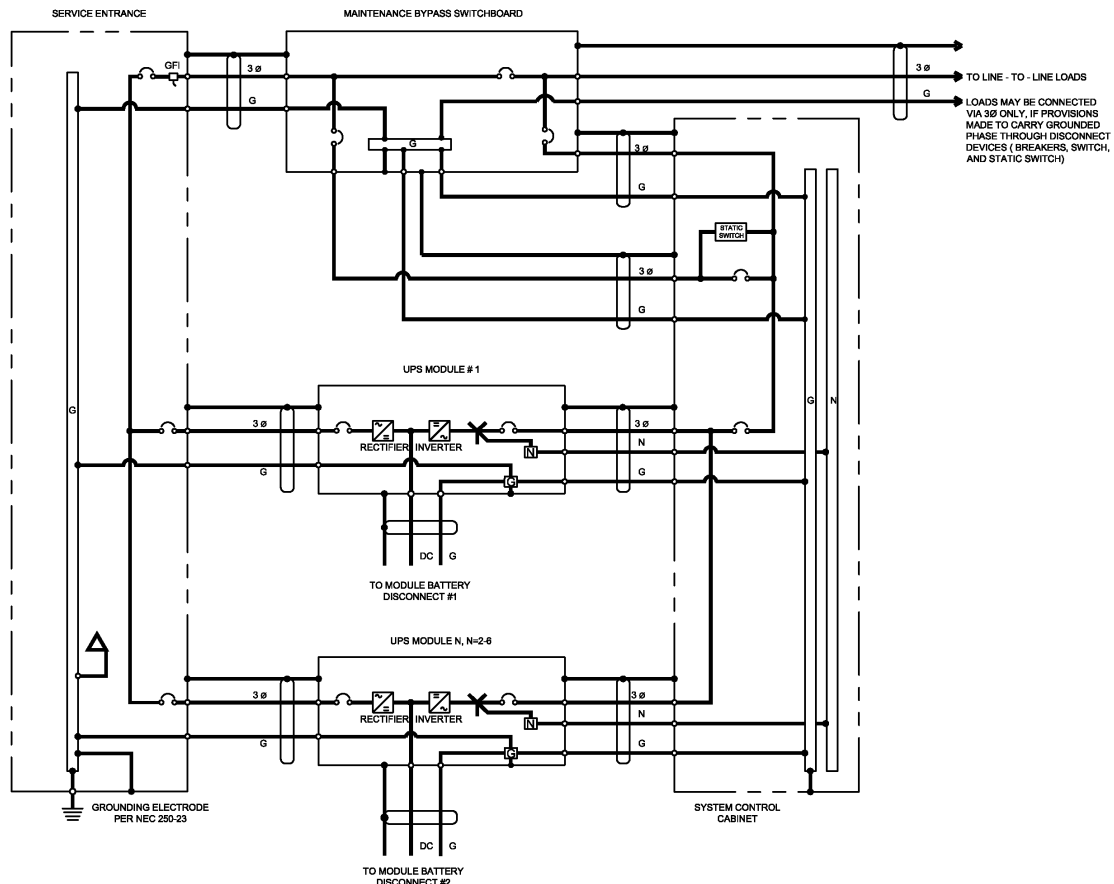 SERVICE ENTRANCE
MAINTENANCE BYPASS SWITCHBOARD
GFI
3 ø
3 ø
TO LINE - TO - LINE LOADS
G
G
LOADS MAY BE CONNECTED
VIA 3Ø ONLY, IF PROVISIONS
MADE TO CARRY GROUNDED
PHASE THROUGH DISCONNECT
DEVICES ( BREAKERS, SWITCH,
AND STATIC SWITCH)
G
3 ø
G
STATIC
SWITCH
3 ø
G
UPS MODULE # 1
G
G
N
3 ø
3 ø
RECTIFIER
INVERTER
N
N
G
G
G
DC
G
TO MODULE BATTERY
DISCONNECT #1
UPS MODULE N, N=2-6
3 ø
3 ø
RECTIFIER
INVERTER
N
N
G
G
G
GROUNDING ELECTRODE
PER NEC 250-23
SYSTEM CONTROL
CABINET
DC
G
TO MODULE BATTERY
DISCONNECT #2